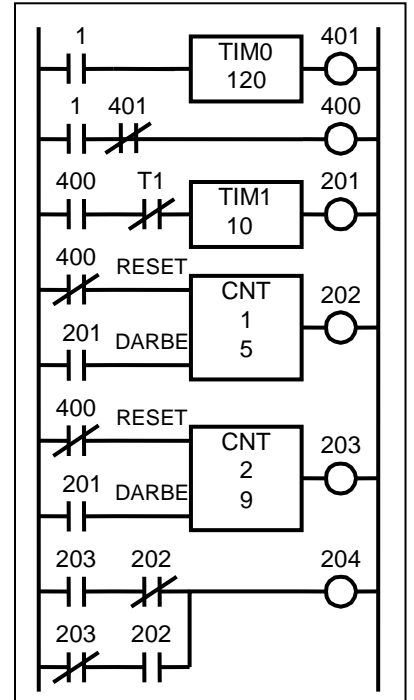 1 TIM0 401
120
1 401 400
400 T1 TIM1 201
10
400 RESET CNT 202
1
201 DARBE 5
400 RESET CNT 203
2
201 DARBE 9
203 202 204
203 202